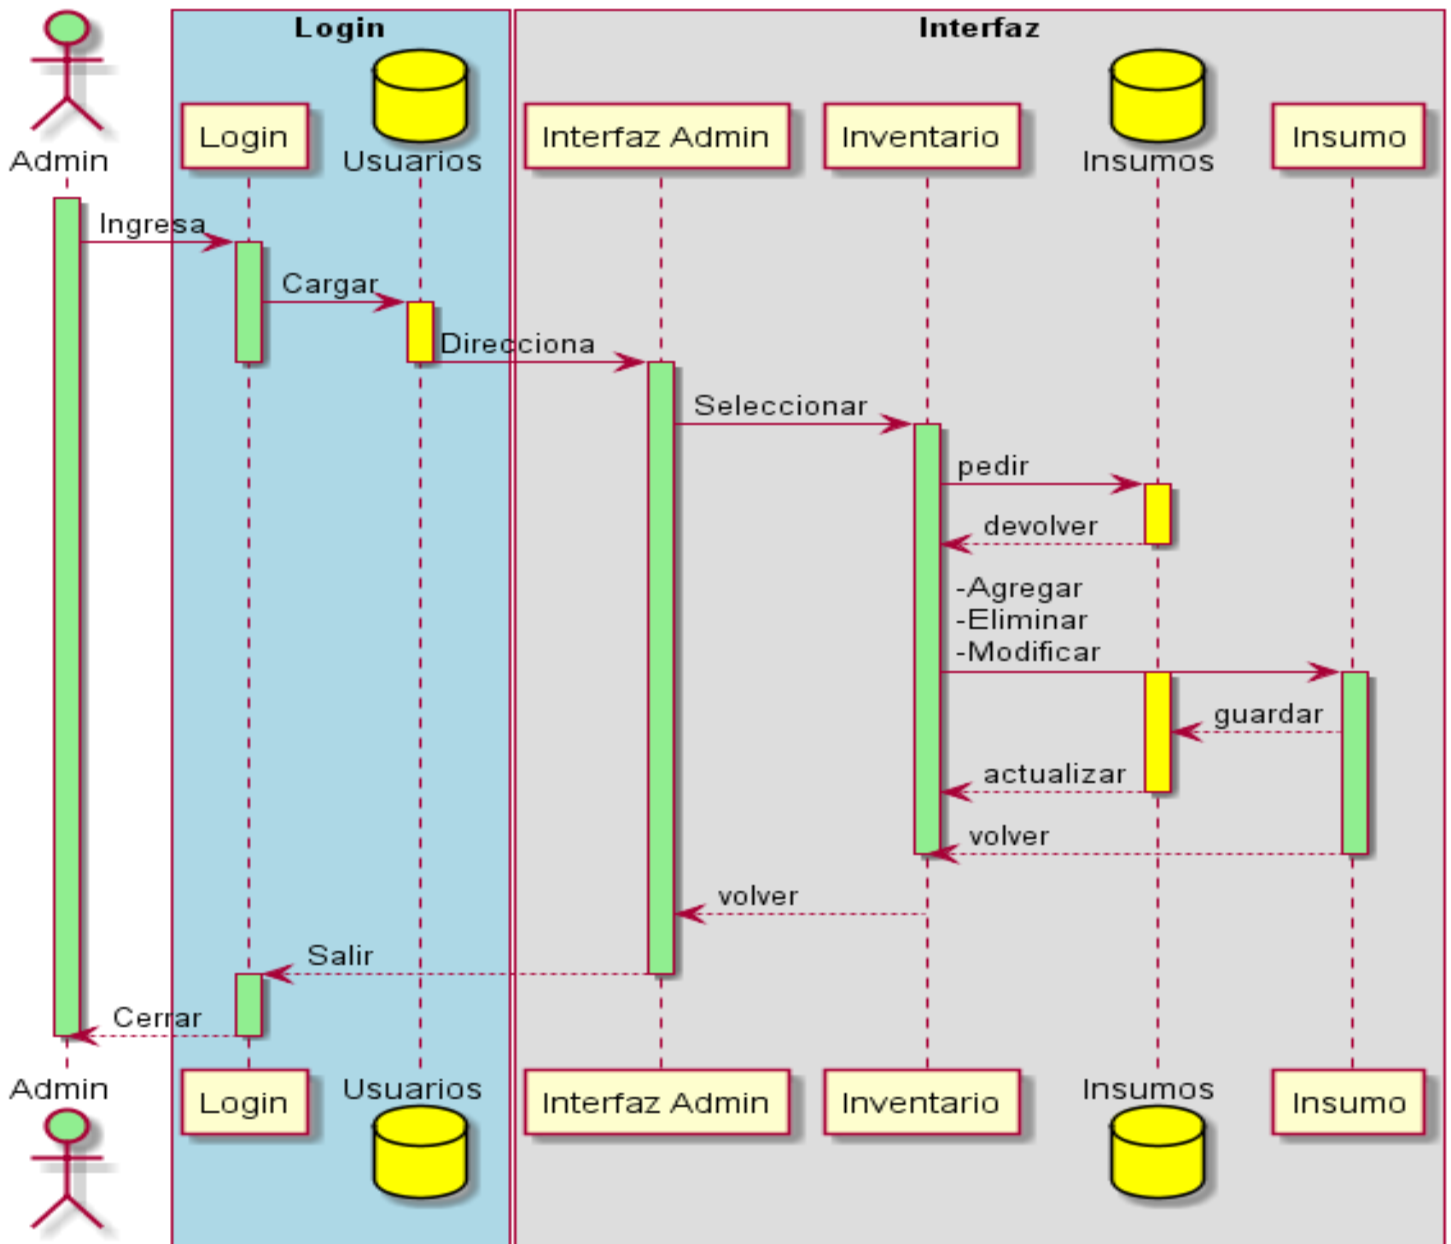 Login
Interfaz
Admin
Login
Usuarios
Interfaz Admin
Inventario
Insumos
Insumo
Ingresa
Cargar
Direcciona
Seleccionar
pedir
devolver
-Agregar
-Eliminar
-Modificar
guardar
actualizar
volver
volver
Salir
Cerrar
Admin
Login
Usuarios
Interfaz Admin
Inventario
Insumos
Insumo